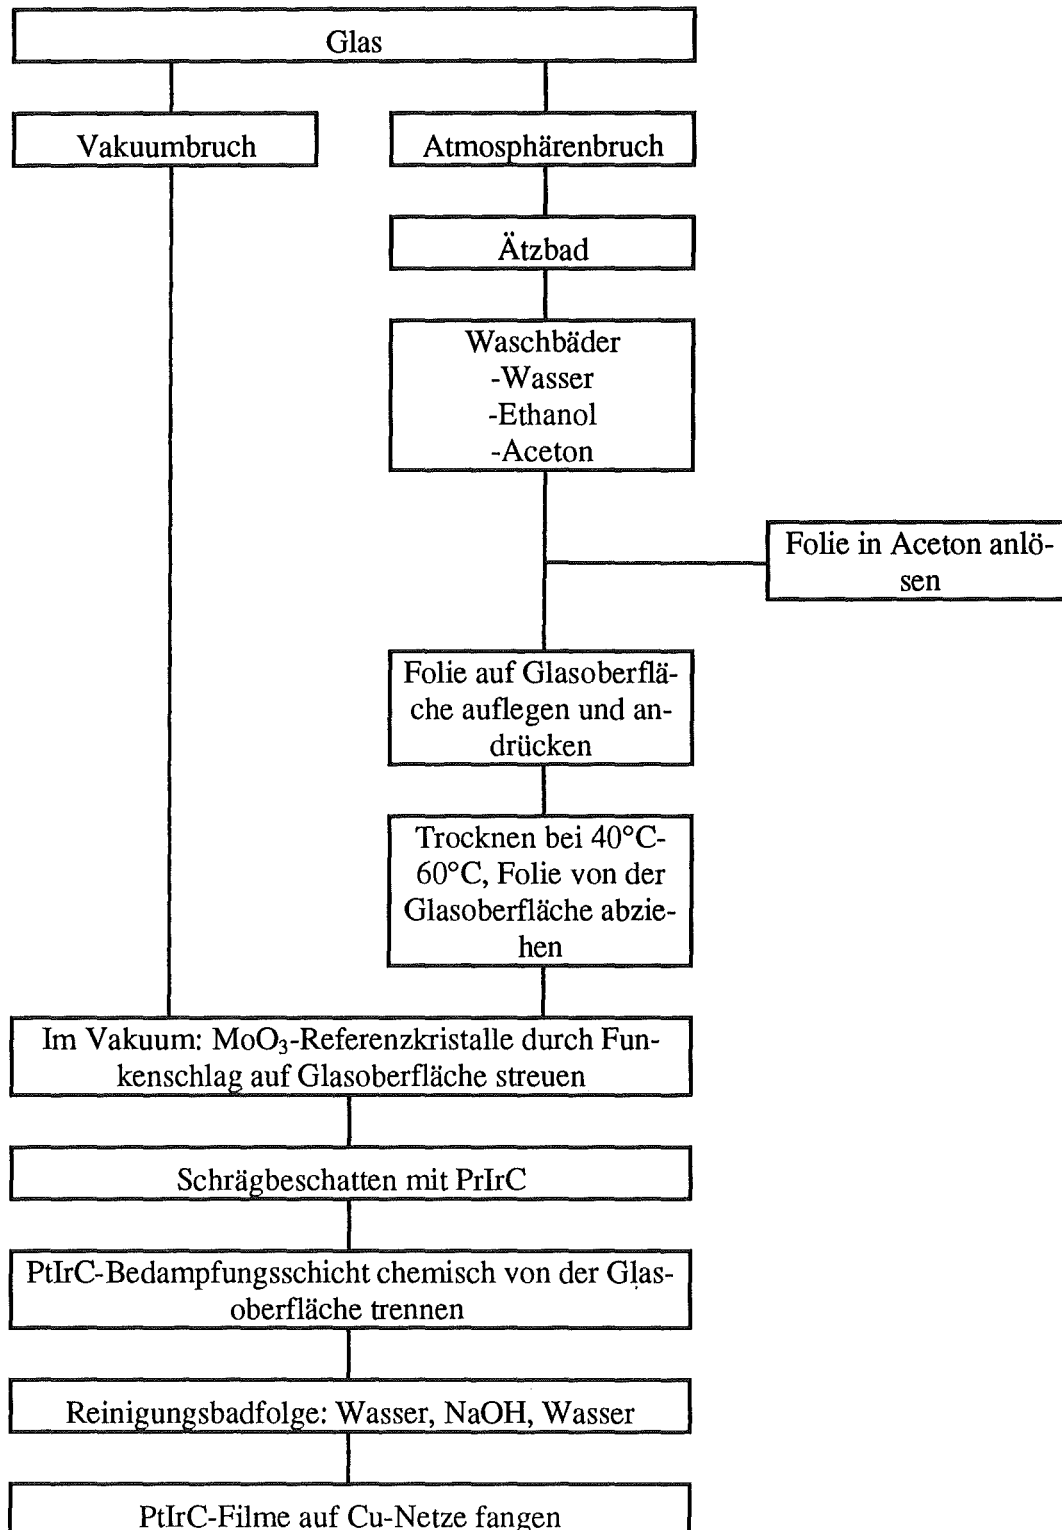 Glas
Vakuumbruch
Atmosphärenbruch
Ätzbad
Waschbäder
-Wasser
-Ethanol
-Aceton
Folie in Aceton anlö-
sen
Folie auf Glasoberflä-
che auflegen und an-
drücken
Trocknen bei 40°C-
60°C, Folie von der
Glasoberfläche abzie-
hen
Im Vakuum: MoO₃-Referenzkristalle durch Fun-
kenschlag auf Glasoberfläche streuen
Schrägbeschatten mit PrIrC
PtIrC-Bedampfungsschicht chemisch von der Glas-
oberfläche trennen
Reinigungsbadfolge: Wasser, NaOH, Wasser
PtIrC-Filme auf Cu-Netze fangen